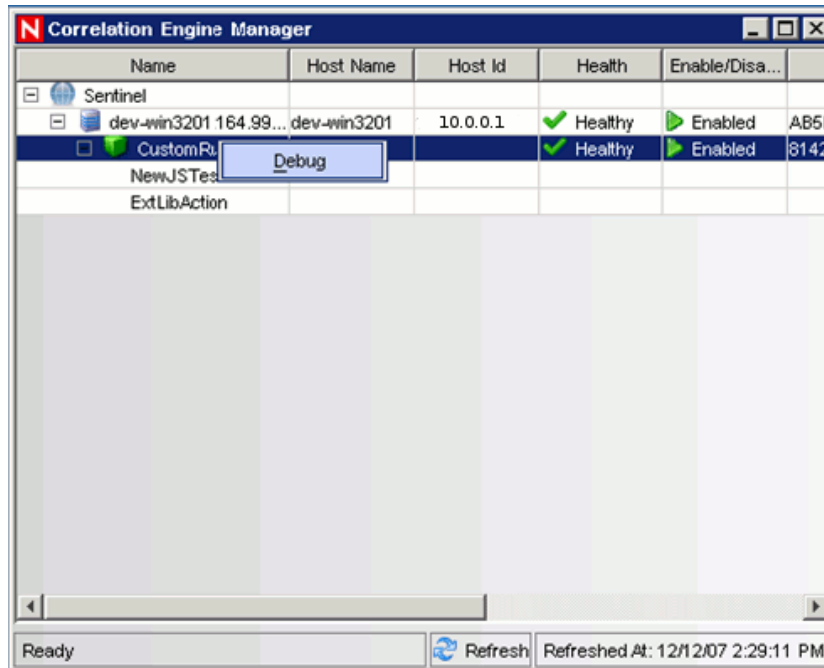 N Correlation Engine Manager
Name Host Name Host Id Health Enable/Disa...
Sentinel
dev-win3201 164.99... dev-win3201 10.0.0.1 Healthy Enabled AB5
CustomRu Healthy Enabled 8142
Debug
NewJSTes
ExtLibAction
Ready Refresh Refreshed At: 12/12/07 2:29:11 PM